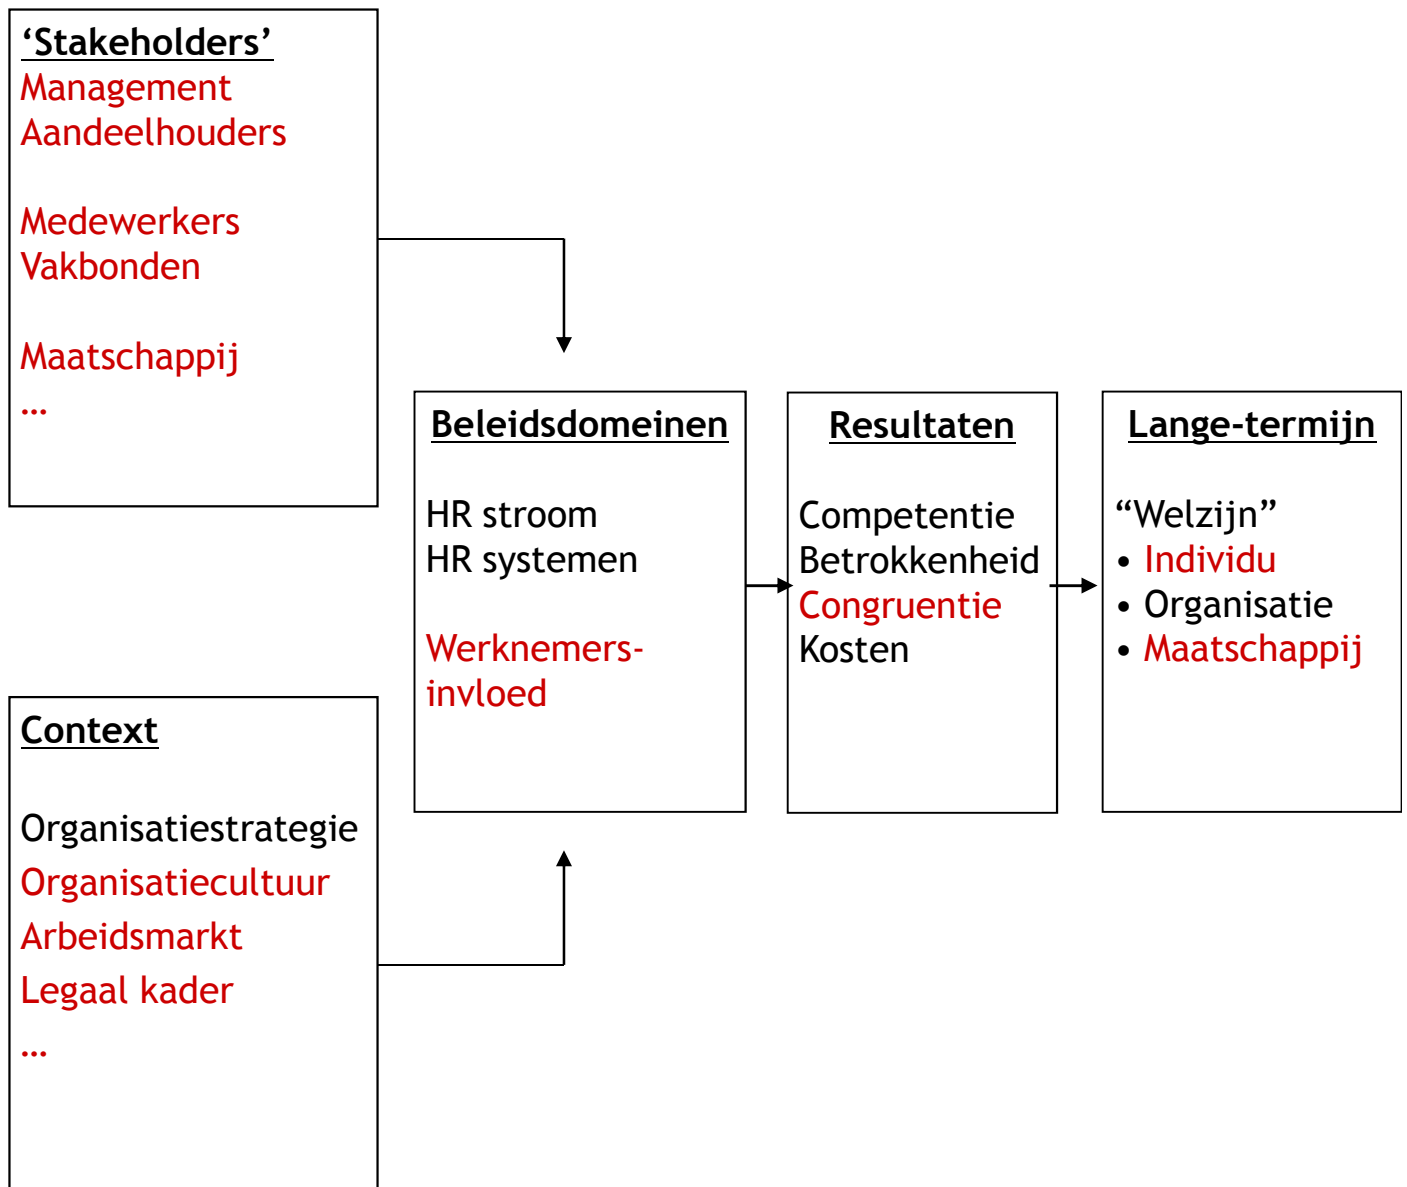 ‘Stakeholders’
Management
Aandeelhouders
Medewerkers
Vakbonden
Maatschappij
...
Context
Organisatiestrategie
Organisatiecultuur
Arbeidsmarkt
Legaal kader
...
Beleidsdomeinen
HR stroom
HR systemen
Werknemers-
invloed
Resultaten
Competentie
Betrokkenheid
Congruentie
Kosten
Lange-termijn
“Welzijn”
• Individu
• Organisatie
• Maatschappij